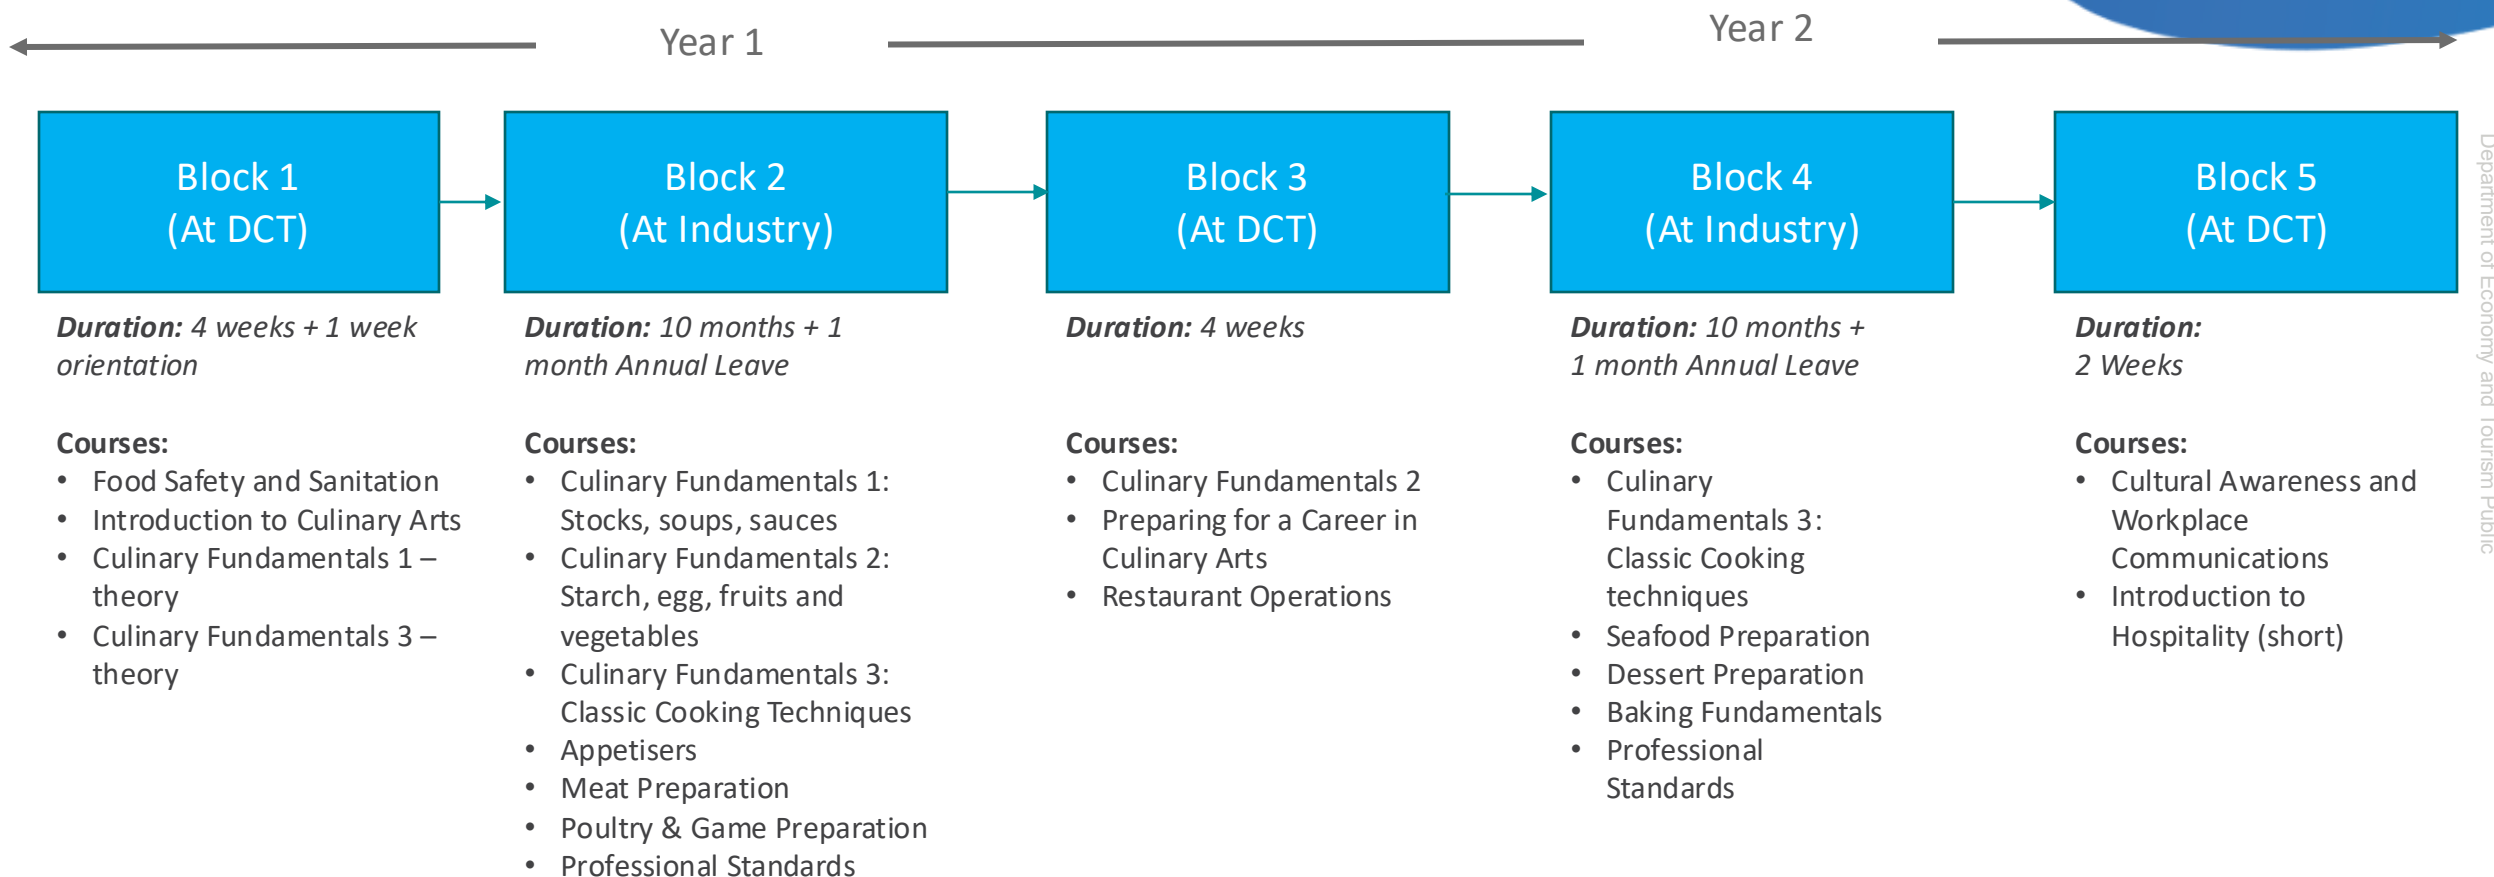 Year 1
Year 2
Block 1
(At DCT)
Duration: 4 weeks + 1 week
orientation
Courses:
• Food Safety and Sanitation
• Introduction to Culinary Arts
• Culinary Fundamentals 1 –
theory
• Culinary Fundamentals 3 –
theory
Block 2
(At Industry)
Duration: 10 months + 1
month Annual Leave
Courses:
• Culinary Fundamentals 1:
Stocks, soups, sauces
• Culinary Fundamentals 2:
Starch, egg, fruits and
vegetables
• Culinary Fundamentals 3:
Classic Cooking Techniques
• Appetisers
• Meat Preparation
• Poultry & Game Preparation
• Professional Standards
Block 3
(At DCT)
Duration: 4 weeks
Courses:
• Culinary Fundamentals 2
• Preparing for a Career in
Culinary Arts
• Restaurant Operations
Block 4
(At Industry)
Duration: 10 months +
1 month Annual Leave
Courses:
• Culinary
Fundamentals 3:
Classic Cooking
techniques
• Seafood Preparation
• Dessert Preparation
• Baking Fundamentals
• Professional
Standards
Block 5
(At DCT)
Duration:
2 Weeks
Courses:
• Cultural Awareness and
Workplace
Communications
• Introduction to
Hospitality (short)
Department of Economy and Tourism Public